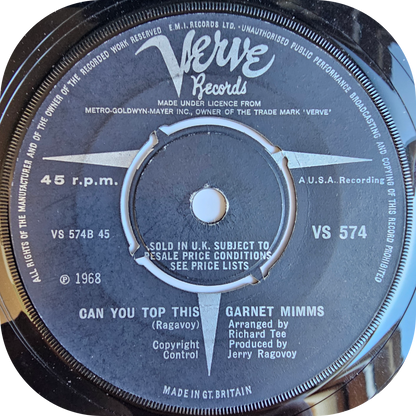 ALL RIGHTS OF THE MANUFACTURER AND OF THE OWNER OF THE RECORDED WORK RESERVED E.M.I. RECORDS LTD. · UNAUTHORISED PUBLIC PERFORMANCE BROADCASTING AND COPYING OF THIS RECORD PROHIBITED
Verve
Records
MADE UNDER LICENCE FROM
METRO-GOLDWYN-MAYER INC., OWNER OF THE TRADE MARK "VERVE"
45 r.p.m.
A U.S.A. Recording
VS 574B 45
VS 574
SOLD IN U.K. SUBJECT TO
RESALE PRICE CONDITIONS
SEE PRICE LISTS
℗ 1968
CAN YOU TOP THIS
GARNET MIMMS
(Ragavoy)
Arranged by
Richard Tee
Copyright
Control
Produced by
Jerry Ragovoy
MADE IN GT. BRITAIN